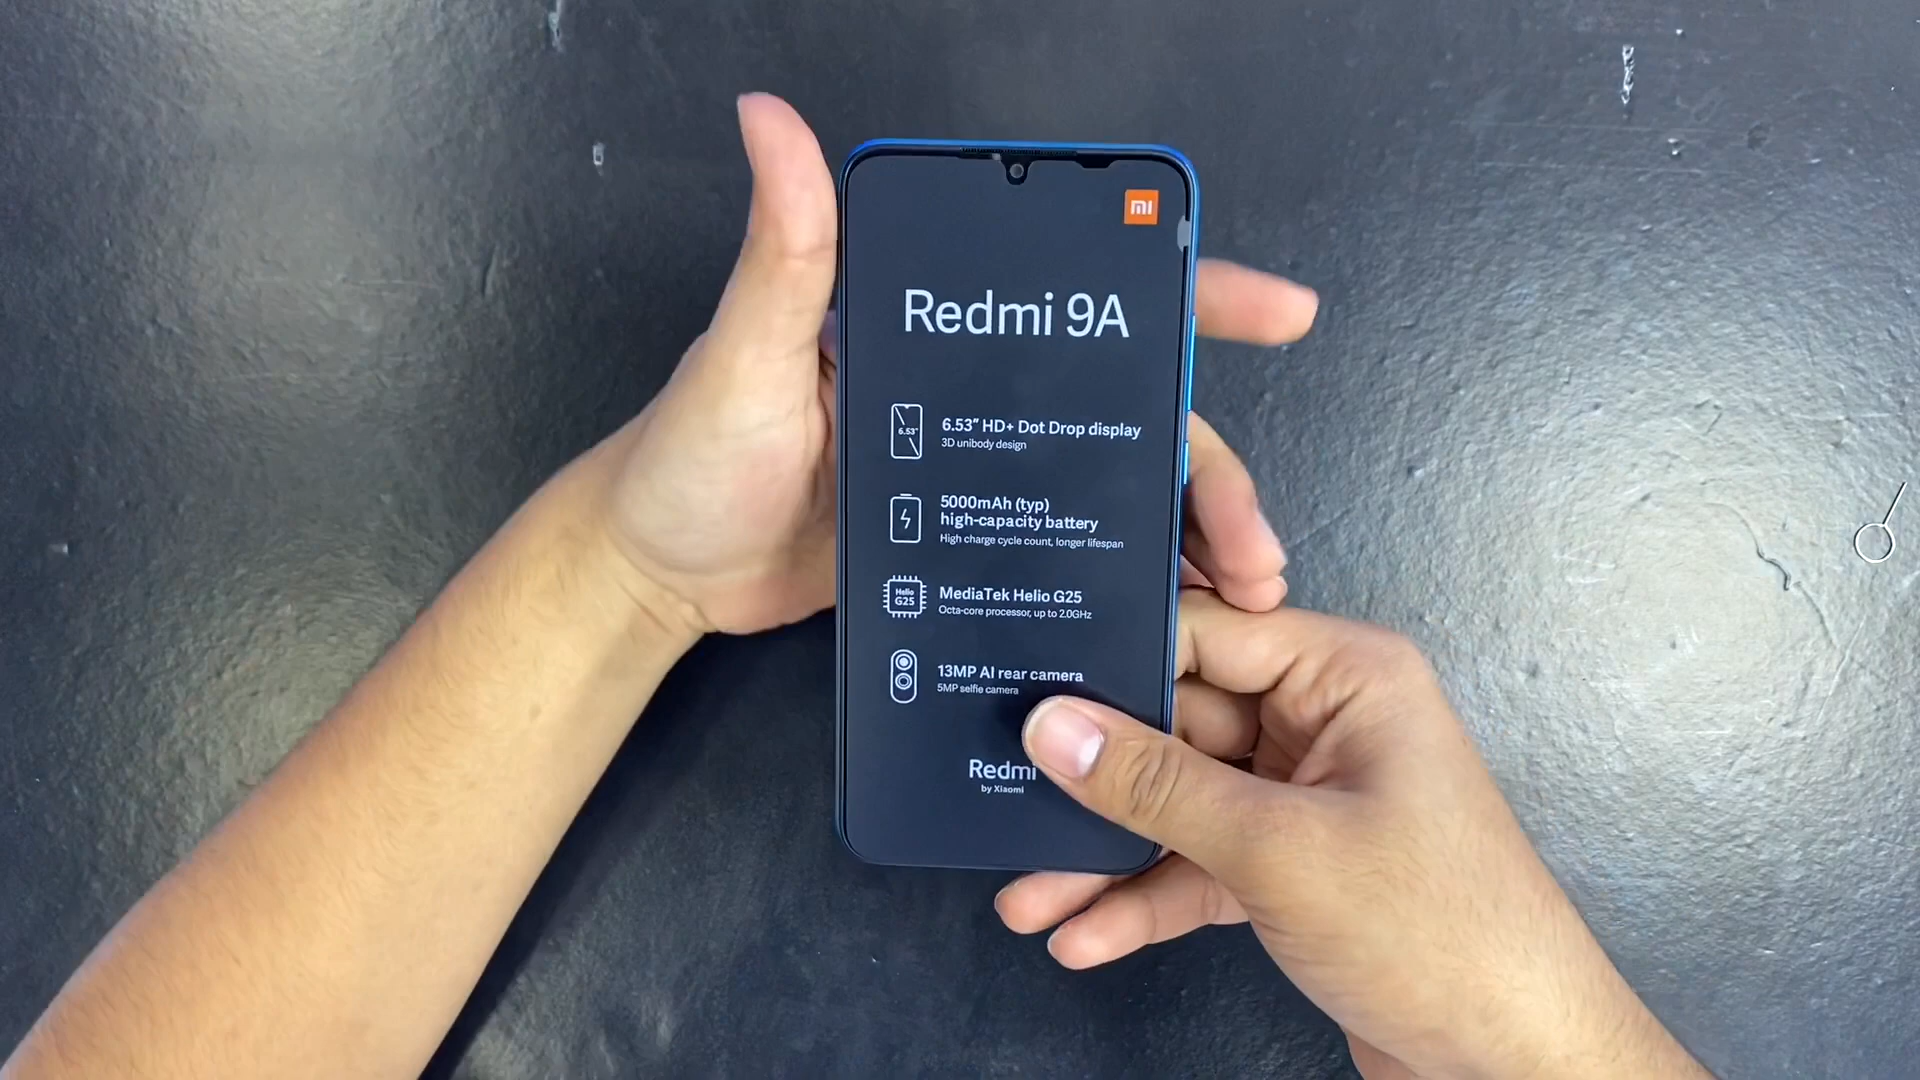 mi
Redmi 9A
6.53"
6.53" HD+ Dot Drop display
3D unibody design
5000mAh (typ)
high-capacity battery
High charge cycle count, longer lifespan
Helio
G25
MediaTek Helio G25
Octa-core processor, up to 2.0GHz
13MP AI rear camera
5MP selfie camera
Redmi
by Xiaomi